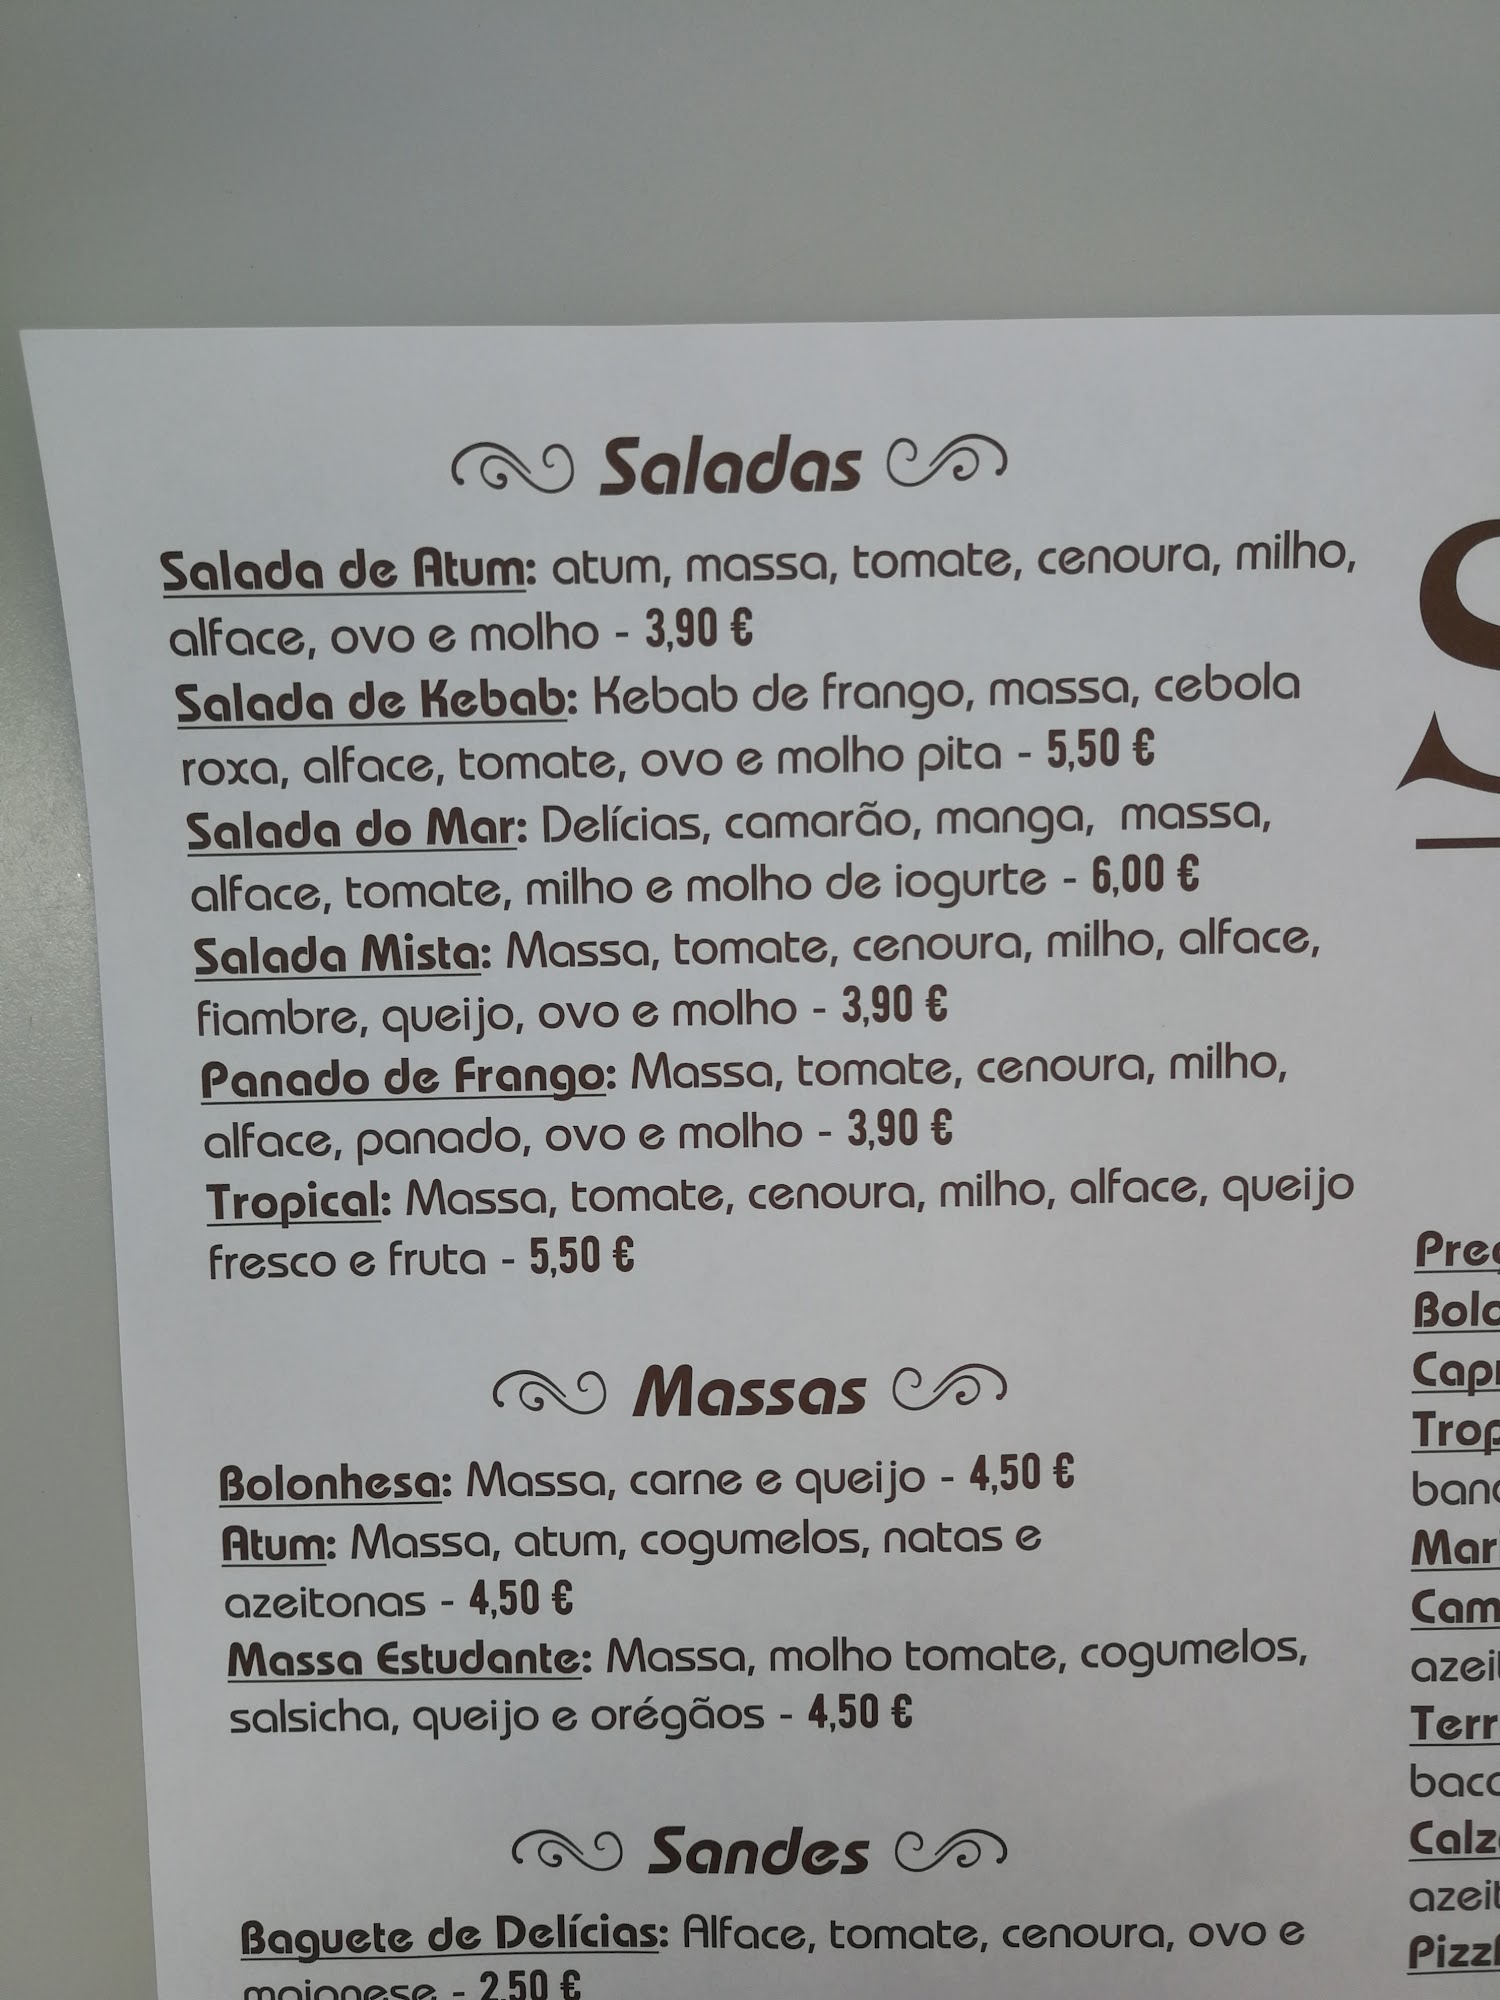 Saladas
Salada de Atum: atum, massa, tomate, cenoura, milho,
alface, ovo e molho - 3,90 €
Salada de Kebab: Kebab de frango, massa, cebola
roxa, alface, tomate, ovo e molho pita - 5,50 €
Salada do Mar: Delícias, camarão, manga, massa,
alface, tomate, milho e molho de iogurte - 6,00 €
Salada Mista: Massa, tomate, cenoura, milho, alface,
fiambre, queijo, ovo e molho - 3,90 €
Panado de Frango: Massa, tomate, cenoura, milho,
alface, panado, ovo e molho - 3,90 €
Tropical: Massa, tomate, cenoura, milho, alface, queijo
fresco e fruta - 5,50 €
Massas
Bolonhesa: Massa, carne e queijo - 4,50 €
Atum: Massa, atum, cogumelos, natas e
azeitonas - 4,50 €
Massa Estudante: Massa, molho tomate, cogumelos,
salsicha, queijo e orégãos - 4,50 €
Sandes
Baguete de Delícias: Alface, tomate, cenoura, ovo e
maionese - 2,50 €